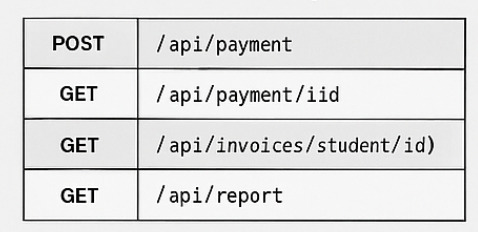 POST /api/payment
GET /api/payment/iid
GET /api/invoices/student/id)
GET /api/report